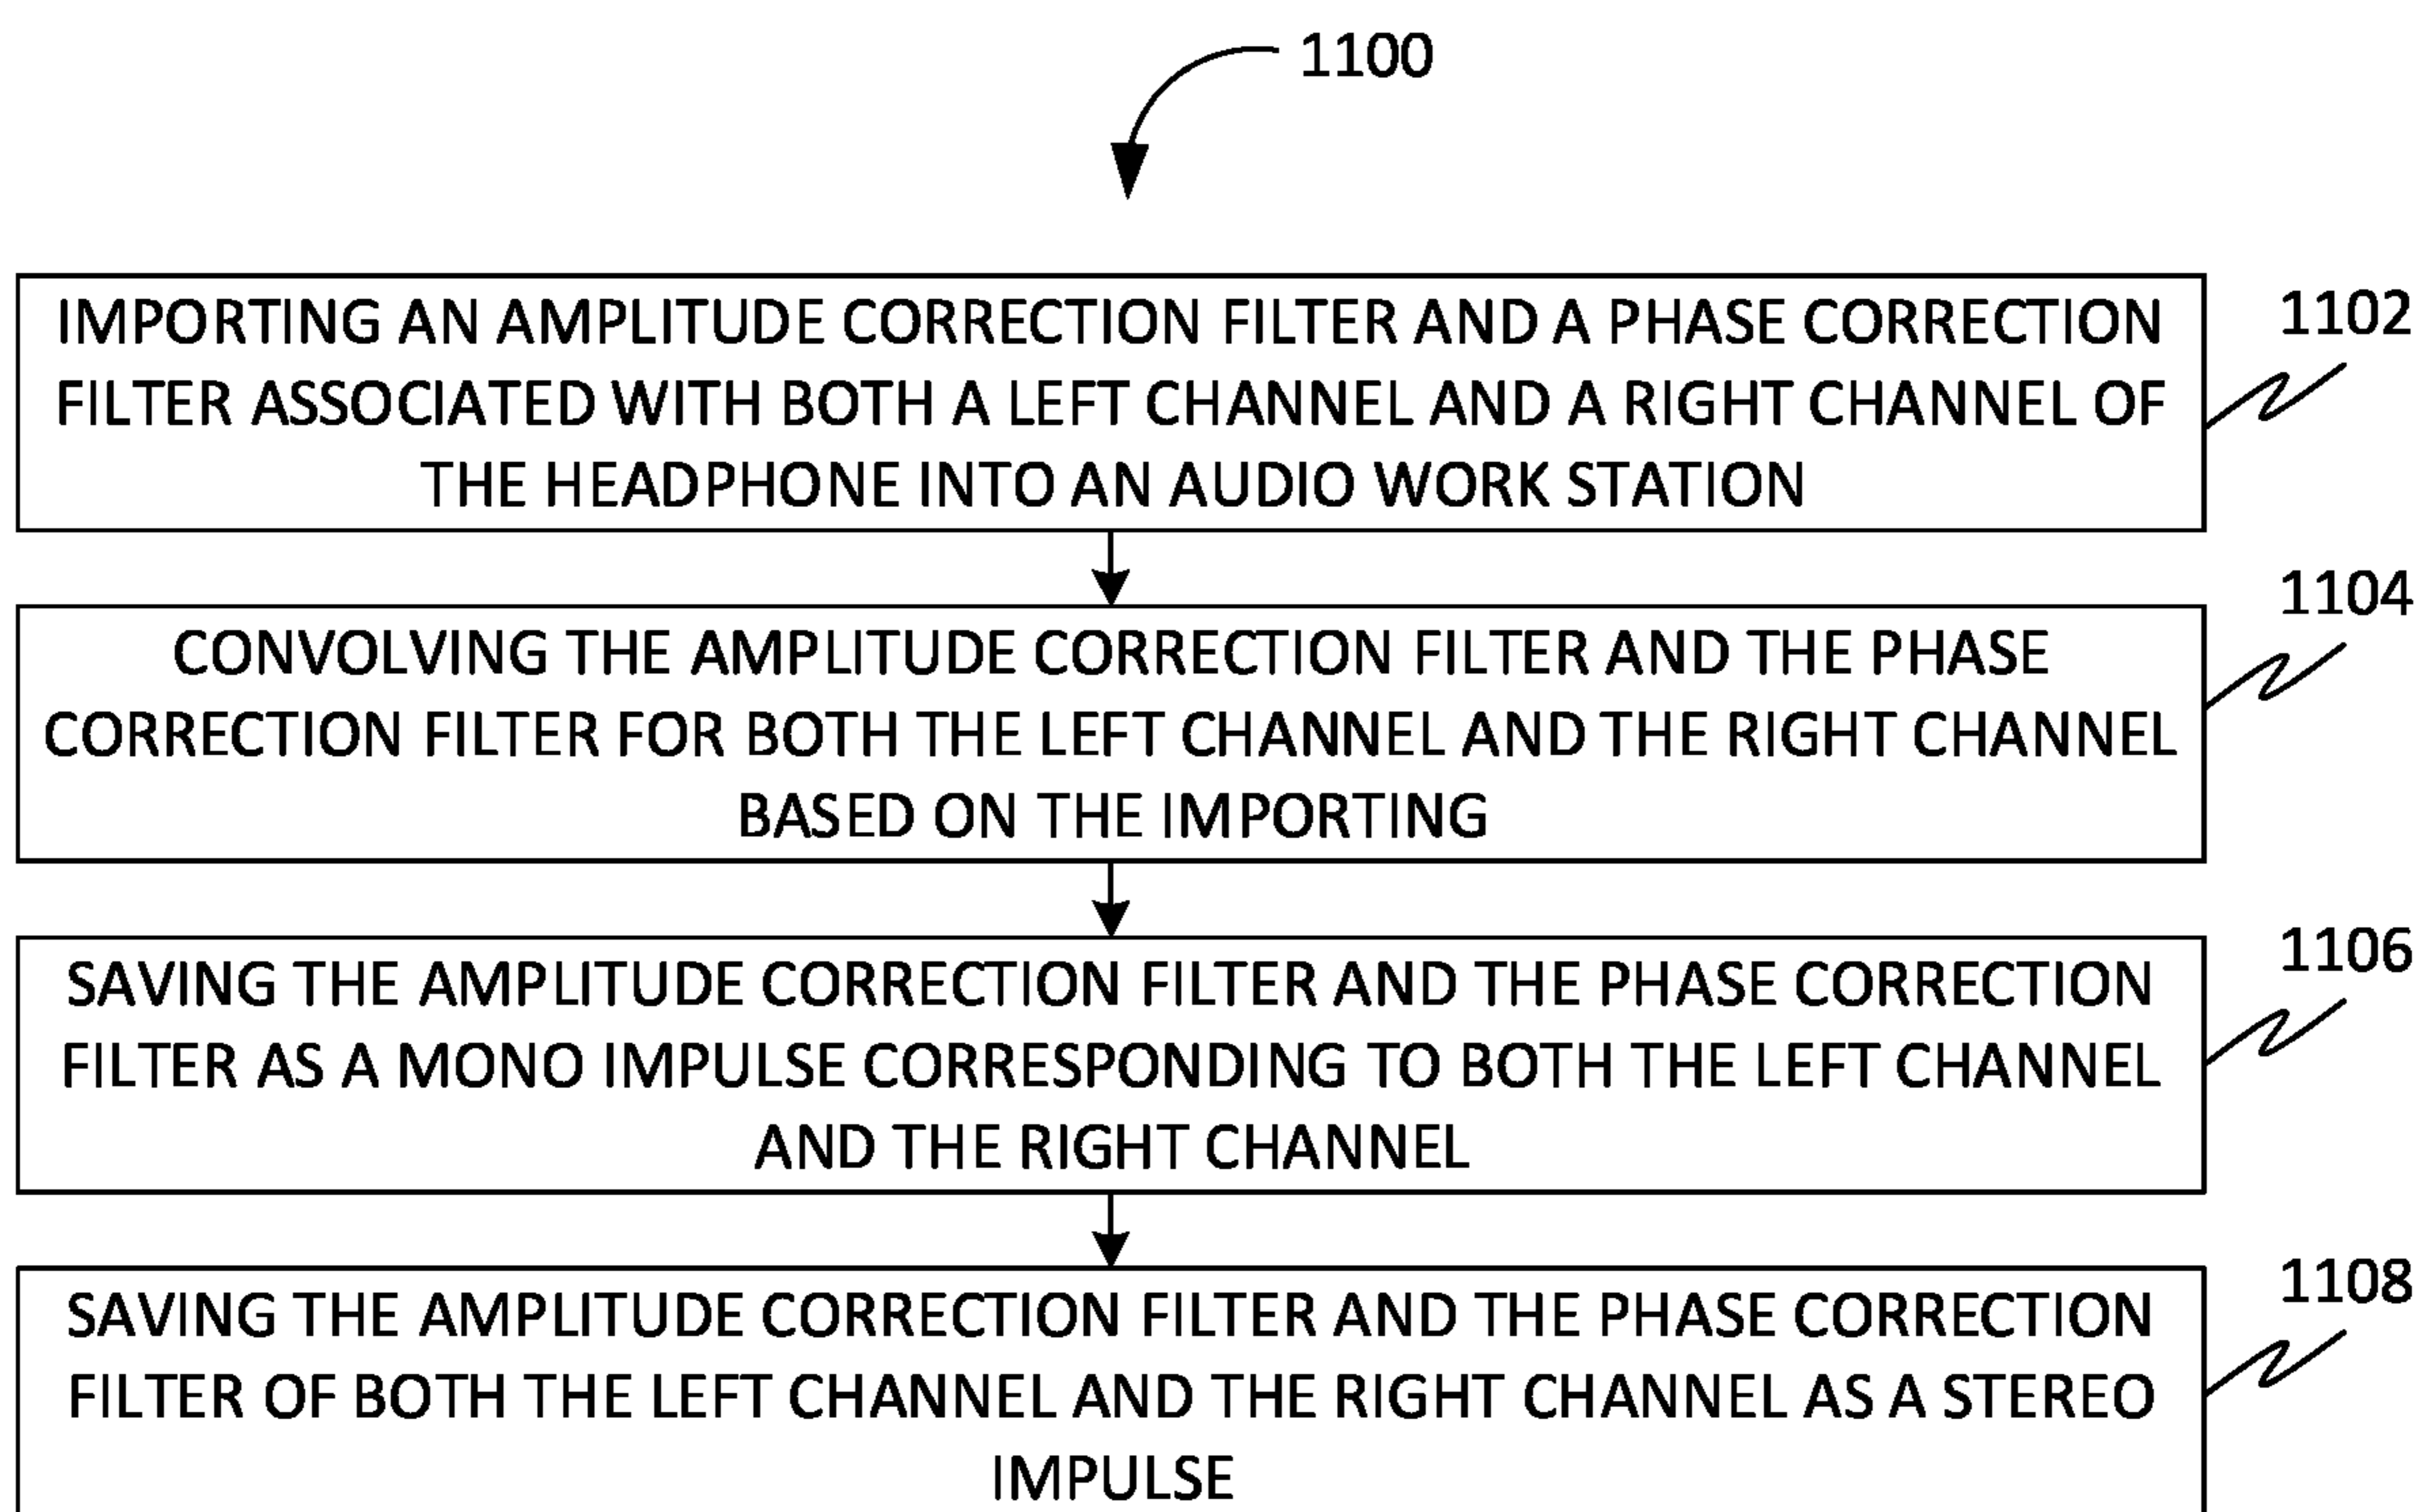 1100
IMPORTING AN AMPLITUDE CORRECTION FILTER AND A PHASE CORRECTION
FILTER ASSOCIATED WITH BOTH A LEFT CHANNEL AND A RIGHT CHANNEL OF
THE HEADPHONE INTO AN AUDIO WORK STATION
1102
CONVOLVING THE AMPLITUDE CORRECTION FILTER AND THE PHASE
CORRECTION FILTER FOR BOTH THE LEFT CHANNEL AND THE RIGHT CHANNEL
BASED ON THE IMPORTING
1104
SAVING THE AMPLITUDE CORRECTION FILTER AND THE PHASE CORRECTION
FILTER AS A MONO IMPULSE CORRESPONDING TO BOTH THE LEFT CHANNEL
AND THE RIGHT CHANNEL
1106
SAVING THE AMPLITUDE CORRECTION FILTER AND THE PHASE CORRECTION
FILTER OF BOTH THE LEFT CHANNEL AND THE RIGHT CHANNEL AS A STEREO
IMPULSE
1108